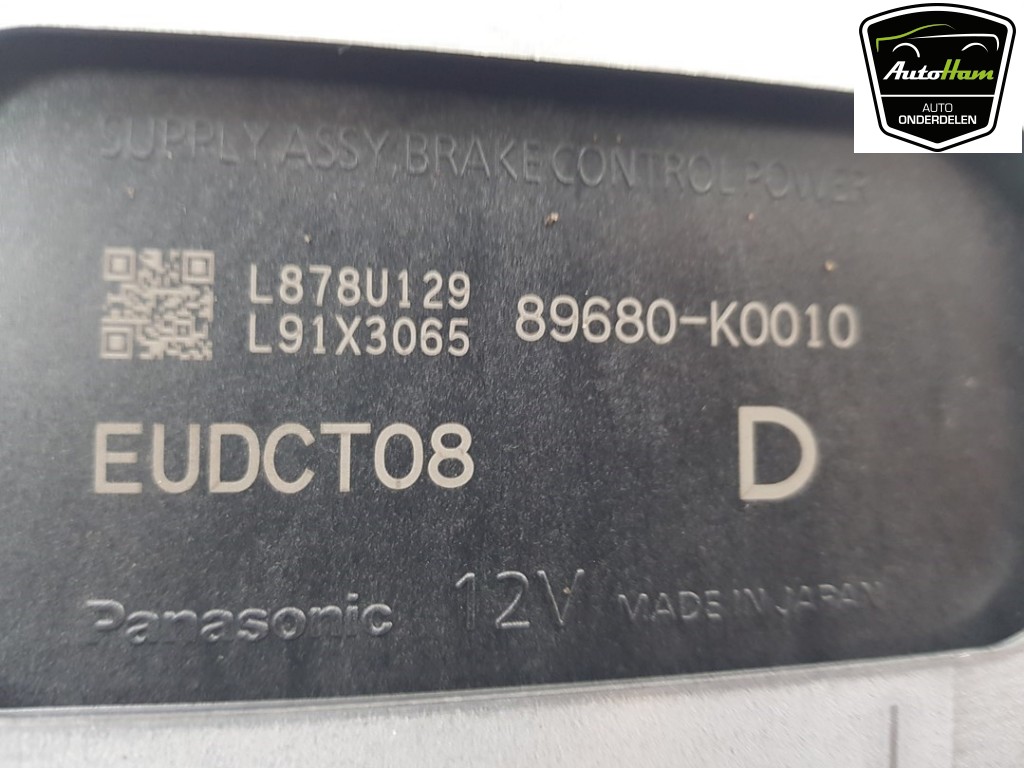 AutoHam
AUTO
ONDERDELEN
SUPPLY ASSY, BRAKE CONTROL POWER
L878U129
L91X3065
89680-K0010
EUDCT08
D
Panasonic
12V
MADE IN JAPAN